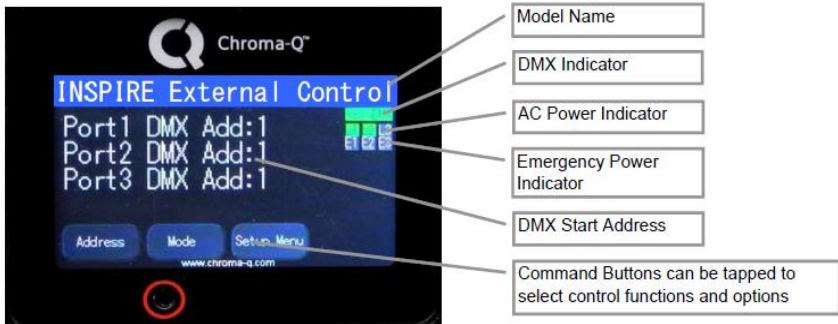 Chroma-Q™
INSPIRE External Control
Port1 DMX Add:1
Port2 DMX Add:1
Port3 DMX Add:1
E1 E2 E3
Address
Mode
Setup Menu
www.chroma-q.com
Model Name
DMX Indicator
AC Power Indicator
Emergency Power
Indicator
DMX Start Address
Command Buttons can be tapped to
select control functions and options